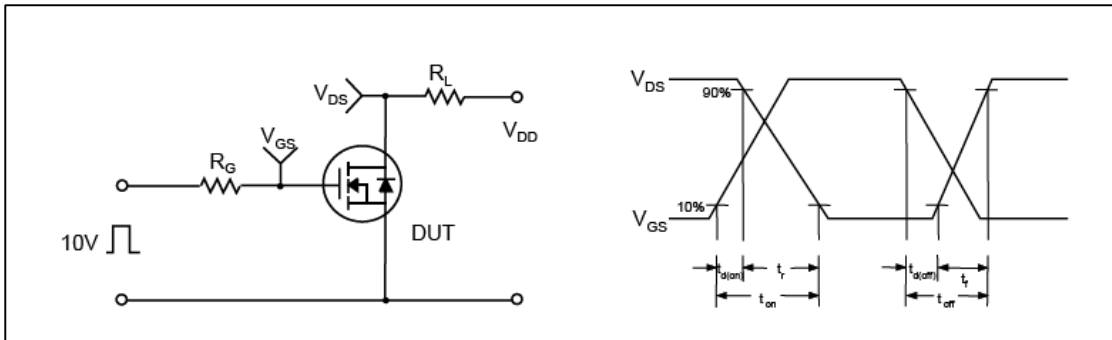 V_DS
R_L
V_DD
V_GS
R_G
DUT
10V
V_DS
90%
10%
V_GS
t_d(on)
t_r
t_d(off)
t_f
t_on
t_off